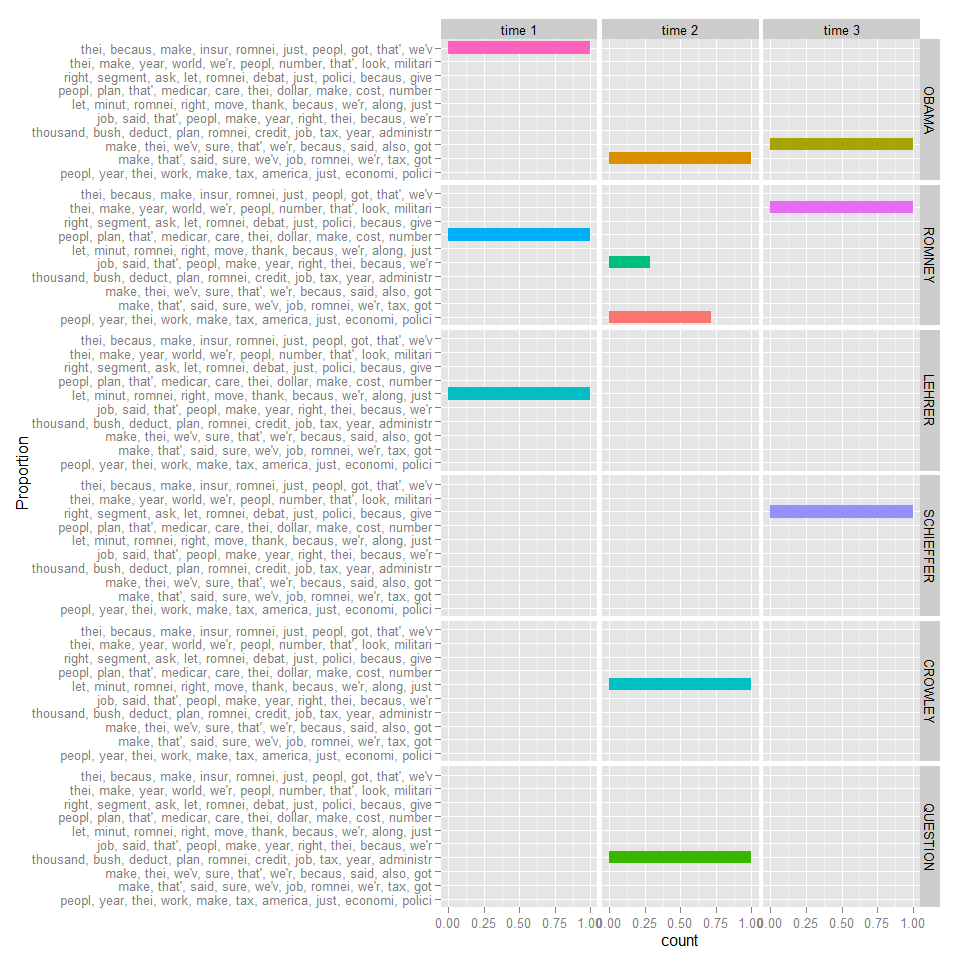 time 1 time 2 time 3
thei, becaus, make, insur, romnei, just, peopl, got, that', we'v
thei, make, year, world, we'r, peopl, number, that', look, militari
right, segment, ask, let, romnei, debat, just, polici, becaus, give
peopl, plan, that', medicar, care, thei, dollar, make, cost, number
let, minut, romnei, right, move, thank, becaus, we'r, along, just
job, said, that', peopl, make, year, right, thei, becaus, we'r
thousand, bush, deduct, plan, romnei, credit, job, tax, year, administr
make, thei, we'v, sure, that', we'r, becaus, said, also, got
make, that', said, sure, we'v, job, romnei, we'r, tax, got
peopl, year, thei, work, make, tax, america, just, economi, polici
OBAMA
thei, becaus, make, insur, romnei, just, peopl, got, that', we'v
thei, make, year, world, we'r, peopl, number, that', look, militari
right, segment, ask, let, romnei, debat, just, polici, becaus, give
peopl, plan, that', medicar, care, thei, dollar, make, cost, number
let, minut, romnei, right, move, thank, becaus, we'r, along, just
job, said, that', peopl, make, year, right, thei, becaus, we'r
thousand, bush, deduct, plan, romnei, credit, job, tax, year, administr
make, thei, we'v, sure, that', we'r, becaus, said, also, got
make, that', said, sure, we'v, job, romnei, we'r, tax, got
peopl, year, thei, work, make, tax, america, just, economi, polici
ROMNEY
thei, becaus, make, insur, romnei, just, peopl, got, that', we'v
thei, make, year, world, we'r, peopl, number, that', look, militari
right, segment, ask, let, romnei, debat, just, polici, becaus, give
peopl, plan, that', medicar, care, thei, dollar, make, cost, number
let, minut, romnei, right, move, thank, becaus, we'r, along, just
job, said, that', peopl, make, year, right, thei, becaus, we'r
thousand, bush, deduct, plan, romnei, credit, job, tax, year, administr
make, thei, we'v, sure, that', we'r, becaus, said, also, got
make, that', said, sure, we'v, job, romnei, we'r, tax, got
peopl, year, thei, work, make, tax, america, just, economi, polici
LEHRER
Proportion
thei, becaus, make, insur, romnei, just, peopl, got, that', we'v
thei, make, year, world, we'r, peopl, number, that', look, militari
right, segment, ask, let, romnei, debat, just, polici, becaus, give
peopl, plan, that', medicar, care, thei, dollar, make, cost, number
let, minut, romnei, right, move, thank, becaus, we'r, along, just
job, said, that', peopl, make, year, right, thei, becaus, we'r
thousand, bush, deduct, plan, romnei, credit, job, tax, year, administr
make, thei, we'v, sure, that', we'r, becaus, said, also, got
make, that', said, sure, we'v, job, romnei, we'r, tax, got
peopl, year, thei, work, make, tax, america, just, economi, polici
SCHIEFFER
thei, becaus, make, insur, romnei, just, peopl, got, that', we'v
thei, make, year, world, we'r, peopl, number, that', look, militari
right, segment, ask, let, romnei, debat, just, polici, becaus, give
peopl, plan, that', medicar, care, thei, dollar, make, cost, number
let, minut, romnei, right, move, thank, becaus, we'r, along, just
job, said, that', peopl, make, year, right, thei, becaus, we'r
thousand, bush, deduct, plan, romnei, credit, job, tax, year, administr
make, thei, we'v, sure, that', we'r, becaus, said, also, got
make, that', said, sure, we'v, job, romnei, we'r, tax, got
peopl, year, thei, work, make, tax, america, just, economi, polici
CROWLEY
thei, becaus, make, insur, romnei, just, peopl, got, that', we'v
thei, make, year, world, we'r, peopl, number, that', look, militari
right, segment, ask, let, romnei, debat, just, polici, becaus, give
peopl, plan, that', medicar, care, thei, dollar, make, cost, number
let, minut, romnei, right, move, thank, becaus, we'r, along, just
job, said, that', peopl, make, year, right, thei, becaus, we'r
thousand, bush, deduct, plan, romnei, credit, job, tax, year, administr
make, thei, we'v, sure, that', we'r, becaus, said, also, got
make, that', said, sure, we'v, job, romnei, we'r, tax, got
peopl, year, thei, work, make, tax, america, just, economi, polici
QUESTION
0.00 0.25 0.50 0.75 1.00 0.00 0.25 0.50 0.75 1.00 0.00 0.25 0.50 0.75 1.00
count